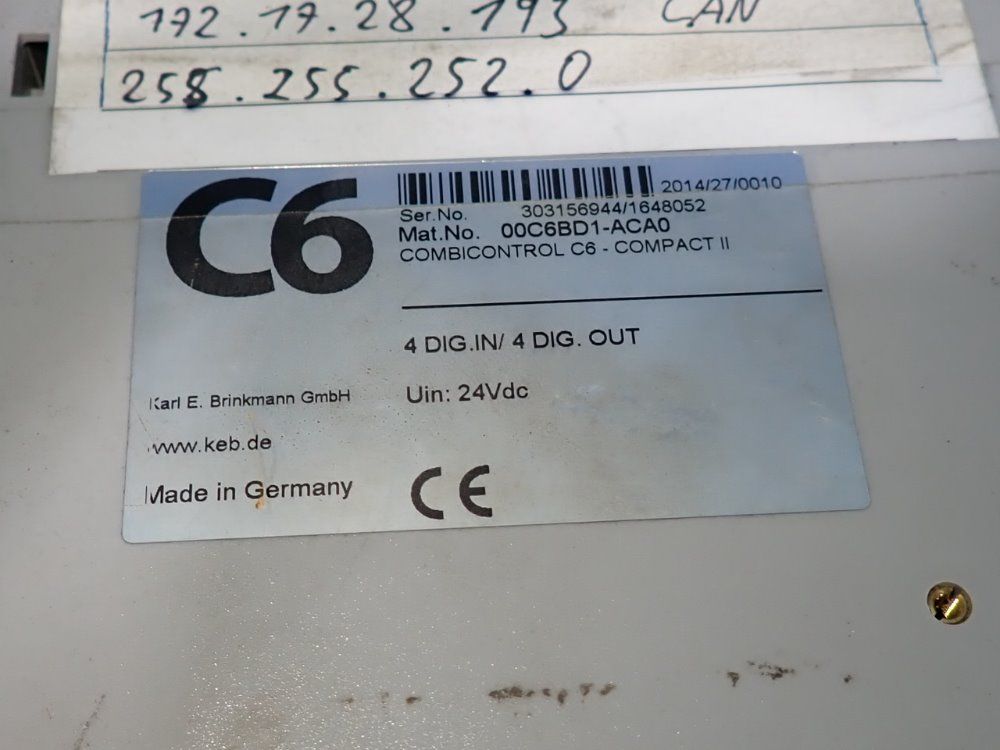 172.17.28.193 CAN
255.255.252.0
C6
2014/27/0010
Ser.No. 303156944/1648052
Mat.No. 00C6BD1-ACA0
COMBICONTROL C6 - COMPACT II
4 DIG.IN/ 4 DIG. OUT
Karl E. Brinkmann GmbH
Uin: 24Vdc
www.keb.de
Made in Germany
CE